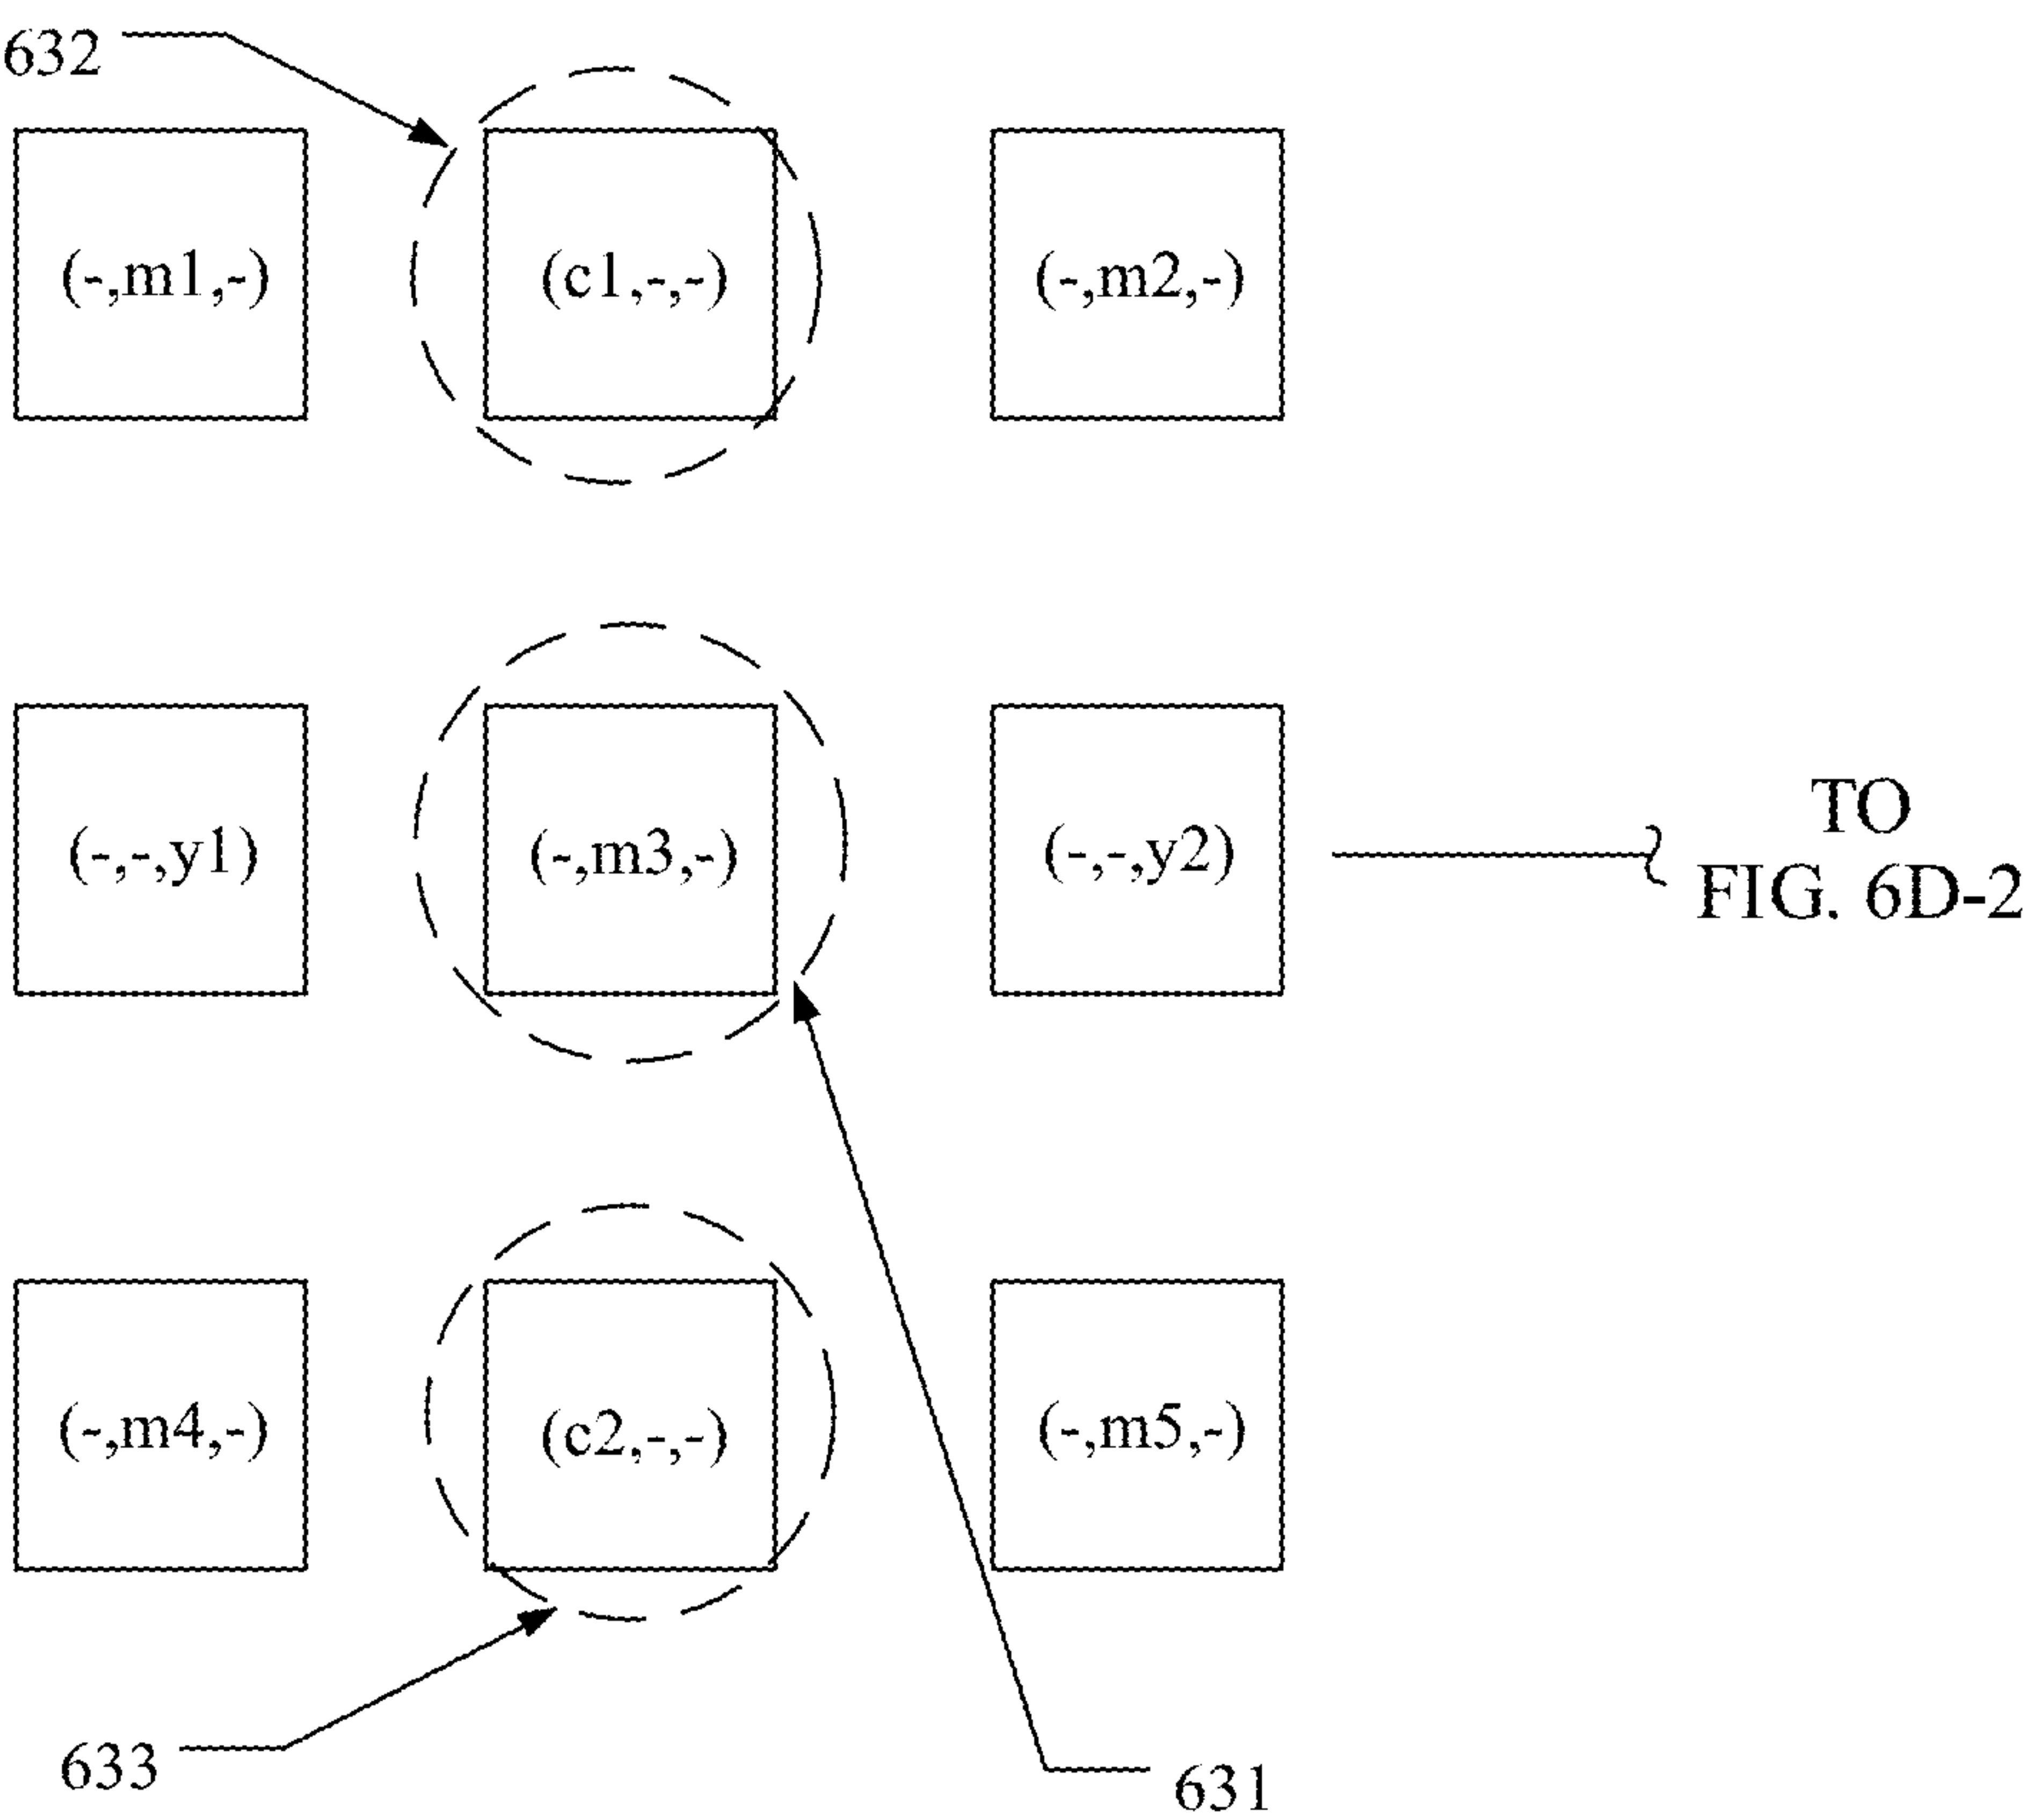 632
(-,m1,-)
(c1,-,-)
(-,m2,-)
(-,-,y1)
(-,m3,-)
(-,-,y2)
TO
FIG. 6D-2
(-,m4,-)
(c2,-,-)
(-,m5,-)
633
631